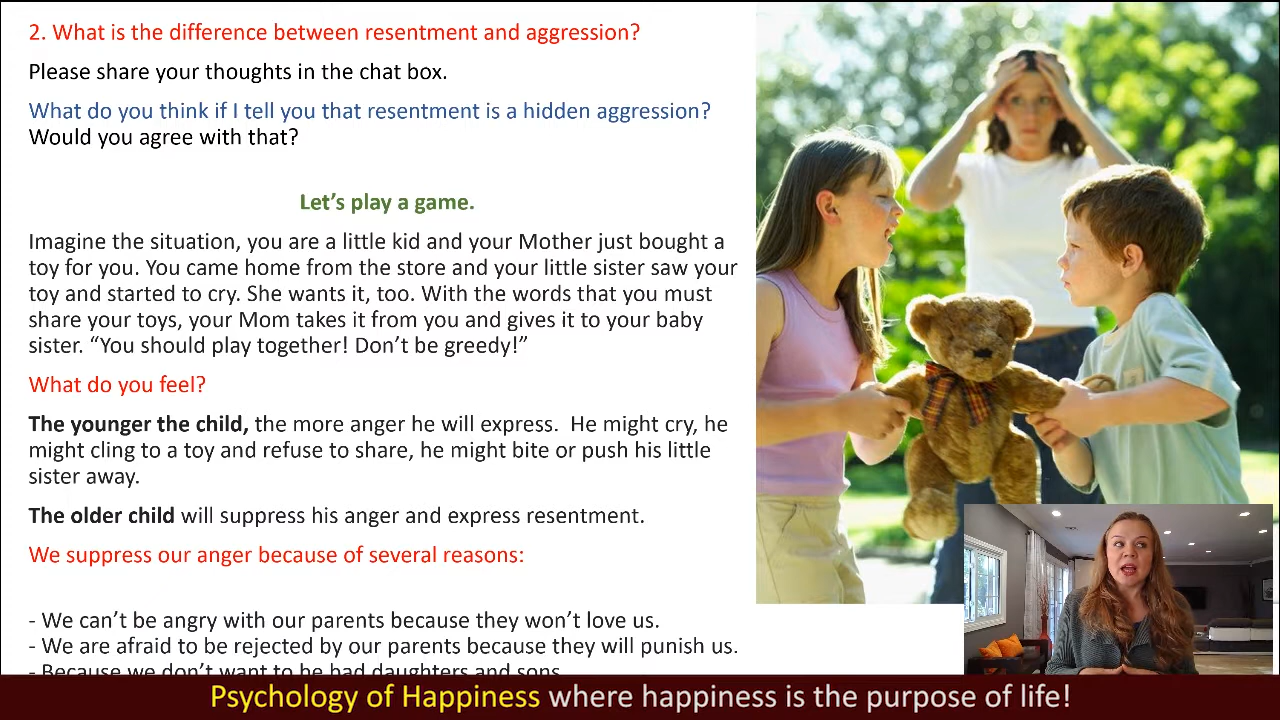 2. What is the difference between resentment and aggression?
Please share your thoughts in the chat box.
What do you think if I tell you that resentment is a hidden aggression?
Would you agree with that?
Let’s play a game.
Imagine the situation, you are a little kid and your Mother just bought a
toy for you. You came home from the store and your little sister saw your
toy and started to cry. She wants it, too. With the words that you must
share your toys, your Mom takes it from you and gives it to your baby
sister. “You should play together! Don’t be greedy!”
What do you feel?
The younger the child, the more anger he will express. He might cry, he
might cling to a toy and refuse to share, he might bite or push his little
sister away.
The older child will suppress his anger and express resentment.
We suppress our anger because of several reasons:
- We can’t be angry with our parents because they won’t love us.
- We are afraid to be rejected by our parents because they will punish us.
- Because we don’t want to be bad daughters and sons
Psychology of Happiness where happiness is the purpose of life!